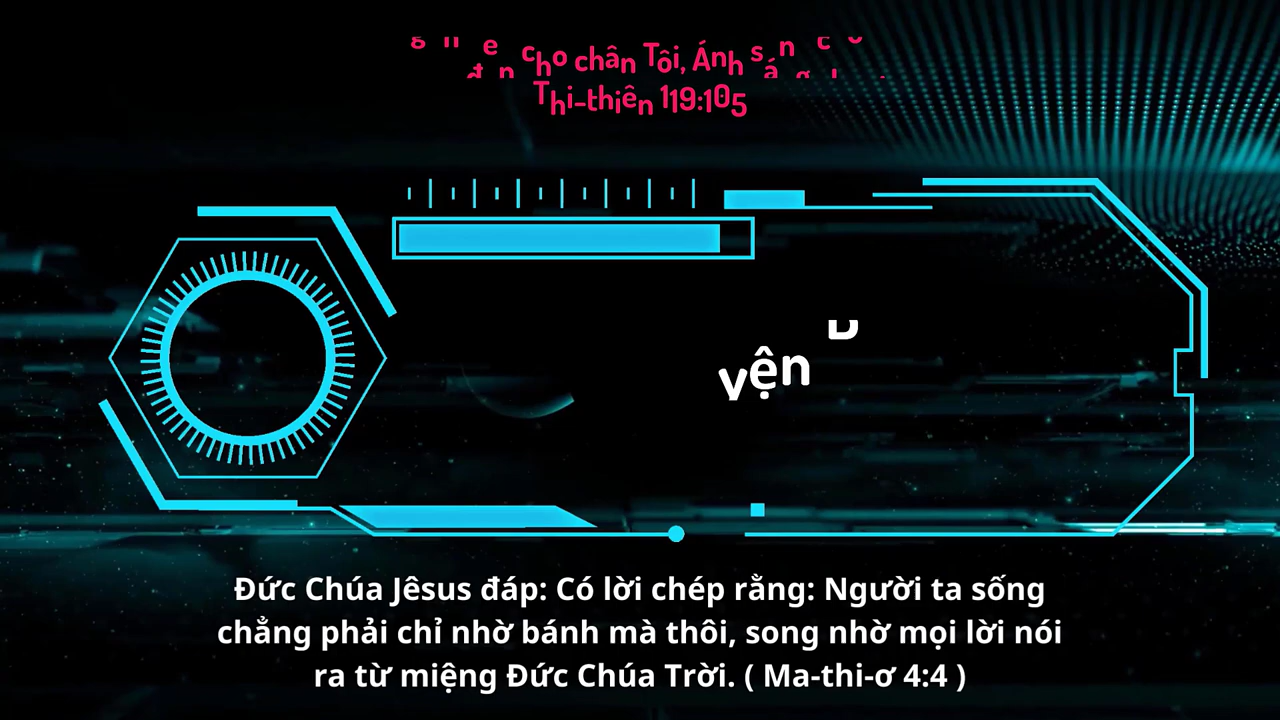 cho chân Tôi, Ánh
Thi-thiên 119:105
vện
Đức Chúa Jêsus đáp: Có lời chép rằng: Người ta sống
chẳng phải chỉ nhờ bánh mà thôi, song nhờ mọi lời nói
ra từ miệng Đức Chúa Trời. ( Ma-thi-ơ 4:4 )